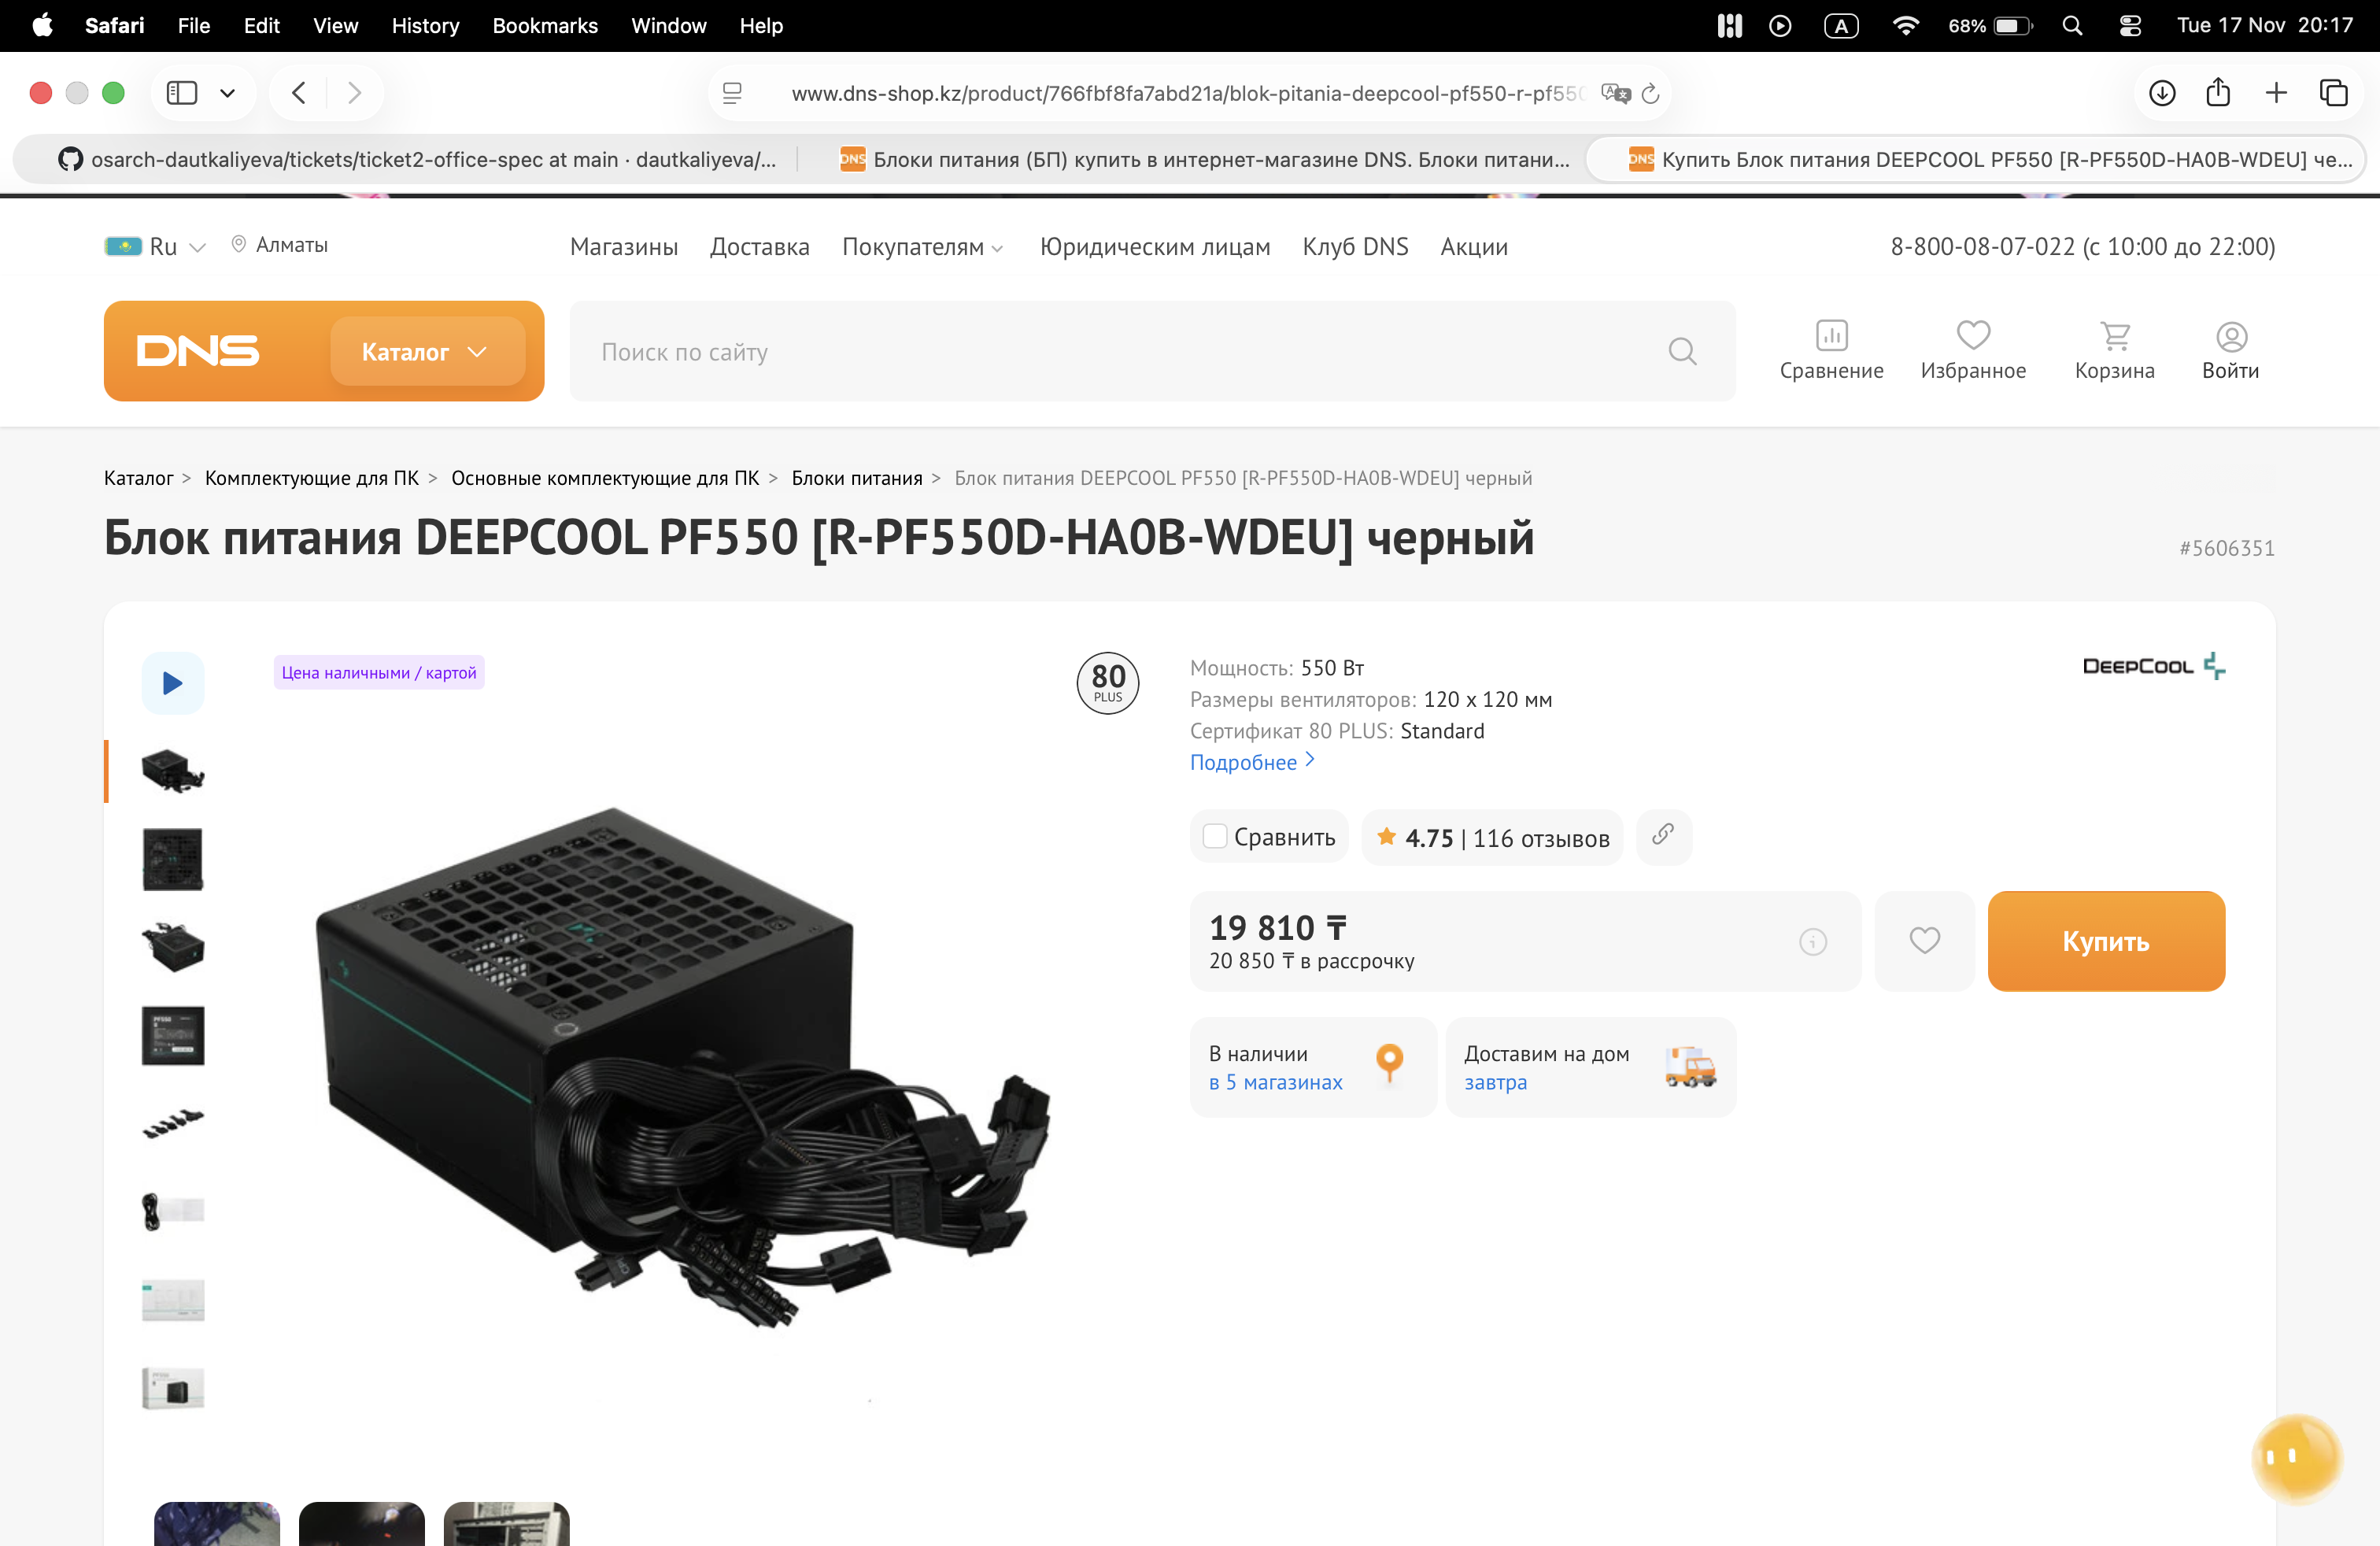 Safari File Edit View History Bookmarks Window Help A 68% Tue 17 Nov 20:17
www.dns-shop.kz/product/766fbf8fa7abd21a/blok-pitania-deepcool-pf550-r-pf550
osarch-dautkaliyeva/tickets/ticket2-office-spec at main · dautkaliyeva/...
DNS Блоки питания (БП) купить в интернет-магазине DNS. Блоки питани...
DNS Купить Блок питания DEEPCOOL PF550 [R-PF550D-HA0B-WDEU] че...
Ru Алматы Магазины Доставка Покупателям Юридическим лицам Клуб DNS Акции 8-800-08-07-022 (с 10:00 до 22:00)
DNS Каталог Поиск по сайту Сравнение Избранное Корзина Войти
Каталог > Комплектующие для ПК > Основные комплектующие для ПК > Блоки питания > Блок питания DEEPCOOL PF550 [R-PF550D-HA0B-WDEU] черный
Блок питания DEEPCOOL PF550 [R-PF550D-HA0B-WDEU] черный
#5606351
Цена наличными / картой
80
PLUS
Мощность: 550 Вт
DEEPCOOL
Размеры вентиляторов: 120 x 120 мм
Сертификат 80 PLUS: Standard
Подробнее
Сравнить 4.75 | 116 отзывов
19 810 ₸
20 850 ₸ в рассрочку
Купить
В наличии
в 5 магазинах
Доставим на дом
завтра